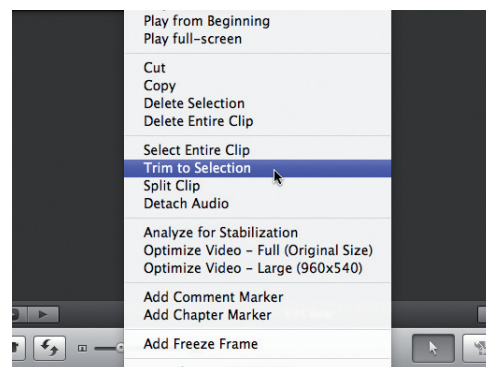 Play from Beginning
Play full-screen
Cut
Copy
Delete Selection
Delete Entire Clip
Select Entire Clip
Trim to Selection
Split Clip
Detach Audio
Analyze for Stabilization
Optimize Video - Full (Original Size)
Optimize Video - Large (960x540)
Add Comment Marker
Add Chapter Marker
Add Freeze Frame